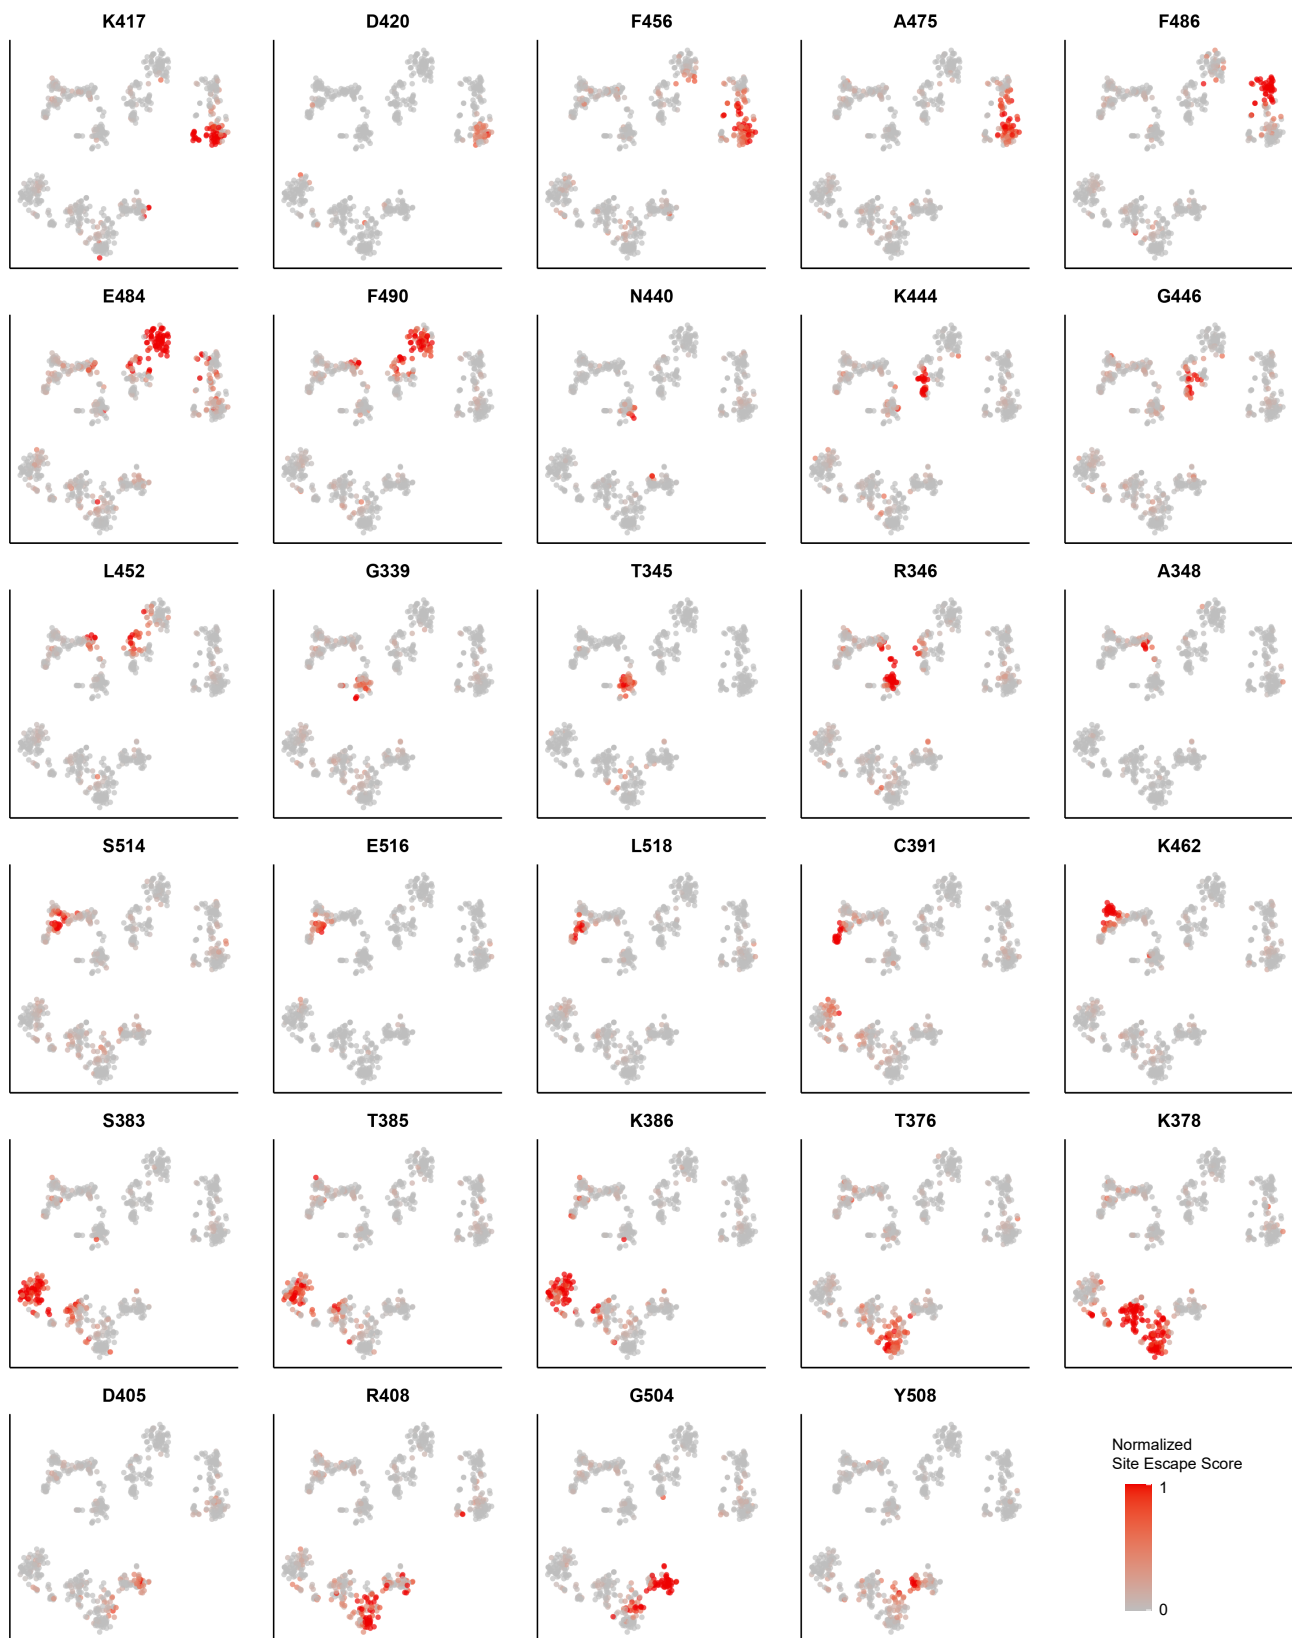 K417 D420 F456 A475 F486
E484 F490 N440 K444 G446
L452 G339 T345 R346 A348
S514 E516 L518 C391 K462
S383 T385 K386 T376 K378
D405 R408 G504 Y508
Normalized
Site Escape Score
1
0